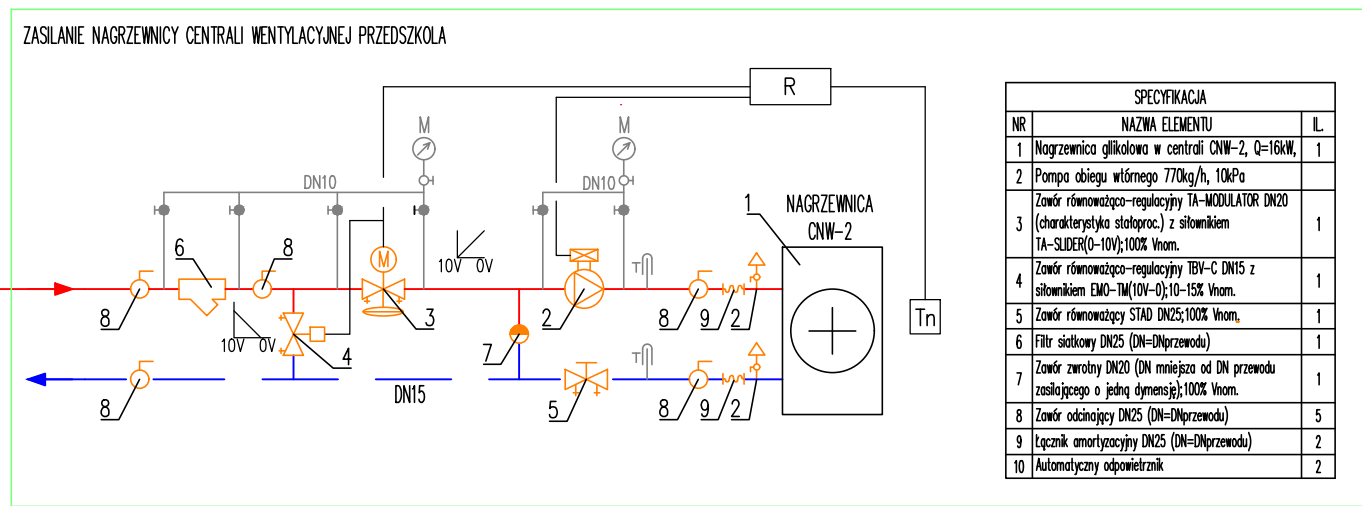 ZASILANIE NAGRZEWNICY CENTRALI WENTYLACYJNEJ PRZEDSZKOLA
R
M
M
DN10
DN10
1
NAGRZEWNICA
CNW-2
6
8
M
10V 0V
T
Tn
8
10V 0V
4
3
2
8
9
2
7
T
8
DN15
5
8
9
2
SPECYFIKACJA
NR NAZWA ELEMENTU IL.
1 Nagrzewnica gllikolowa w centrali CNW-2, Q=16kW, 1
2 Pompa obiegu wtórnego 770kg/h, 10kPa
Zawór równoważąco-regulacyjny TA-MODULATOR DN20
3 (charakterystyka stałoproc.) z siłownikiem 1
TA-SLIDER(0-10V);100% Vnom.
Zawór równoważąco-regulacyjny TBV-C DN15 z
4 siłownikiem EMO-TM(10V-0);10-15% Vnom. 1
5 Zawór równoważący STAD DN25;100% Vnom. 1
6 Filtr siatkowy DN25 (DN=DNprzewodu) 1
7 Zawór zwrotny DN20 (DN mniejsza od DN przewodu 1
zasilającego o jedną dymensję);100% Vnom.
8 Zawór odcinający DN25 (DN=DNprzewodu) 5
9 Łącznik amortyzacyjny DN25 (DN=DNprzewodu) 2
10 Automatyczny odpowietrznik 2